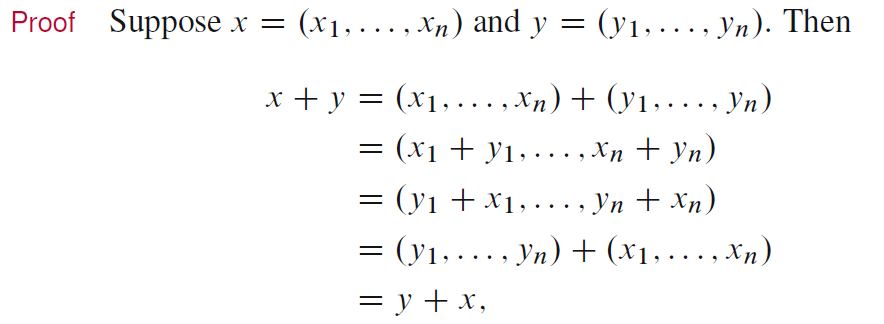 Proof Suppose x = (x₁, . . . , xₙ) and y = (y₁, . . . , yₙ). Then
x + y = (x₁, . . . , xₙ) + (y₁, . . . , yₙ)
= (x₁ + y₁, . . . , xₙ + yₙ)
= (y₁ + x₁, . . . , yₙ + xₙ)
= (y₁, . . . , yₙ) + (x₁, . . . , xₙ)
= y + x,